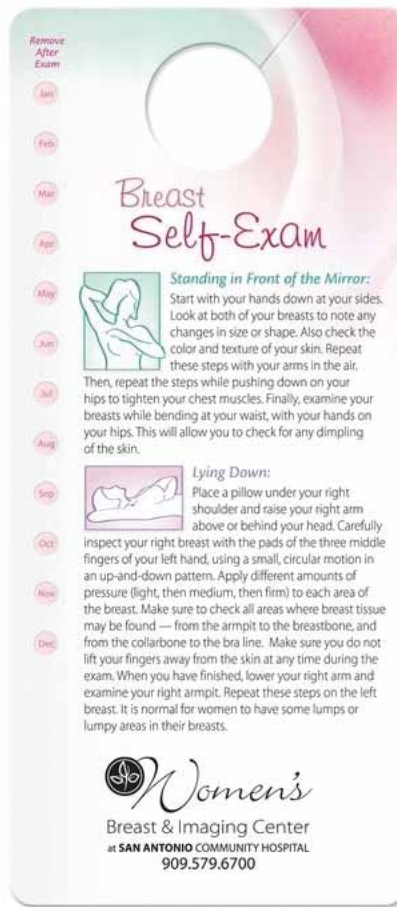 Remove
After
Exam
Jan
Feb
Mar
Apr
May
Jun
Jul
Aug
Sep
Oct
Nov
Dec
Breast
Self-Exam
Standing in Front of the Mirror:
Start with your hands down at your sides.
Look at both of your breasts to note any
changes in size or shape. Also check the
color and texture of your skin. Repeat
these steps with your arms in the air.
Then, repeat the steps while pushing down on your
hips to tighten your chest muscles. Finally, examine your
breasts while bending at your waist, with your hands on
your hips. This will allow you to check for any dimpling
of the skin.
Lying Down:
Place a pillow under your right
shoulder and raise your right arm
above or behind your head. Carefully
inspect your right breast with the pads of the three middle
fingers of your left hand, using a small, circular motion in
an up-and-down pattern. Apply different amounts of
pressure (light, then medium, then firm) to each area of
the breast. Make sure to check all areas where breast tissue
may be found — from the armpit to the breastbone, and
from the collarbone to the bra line. Make sure you do not
lift your fingers away from the skin at any time during the
exam. When you have finished, lower your right arm and
examine your right armpit. Repeat these steps on the left
breast. It is normal for women to have some lumps or
lumpy areas in their breasts.
Women's
Breast & Imaging Center
at SAN ANTONIO COMMUNITY HOSPITAL
909.579.6700